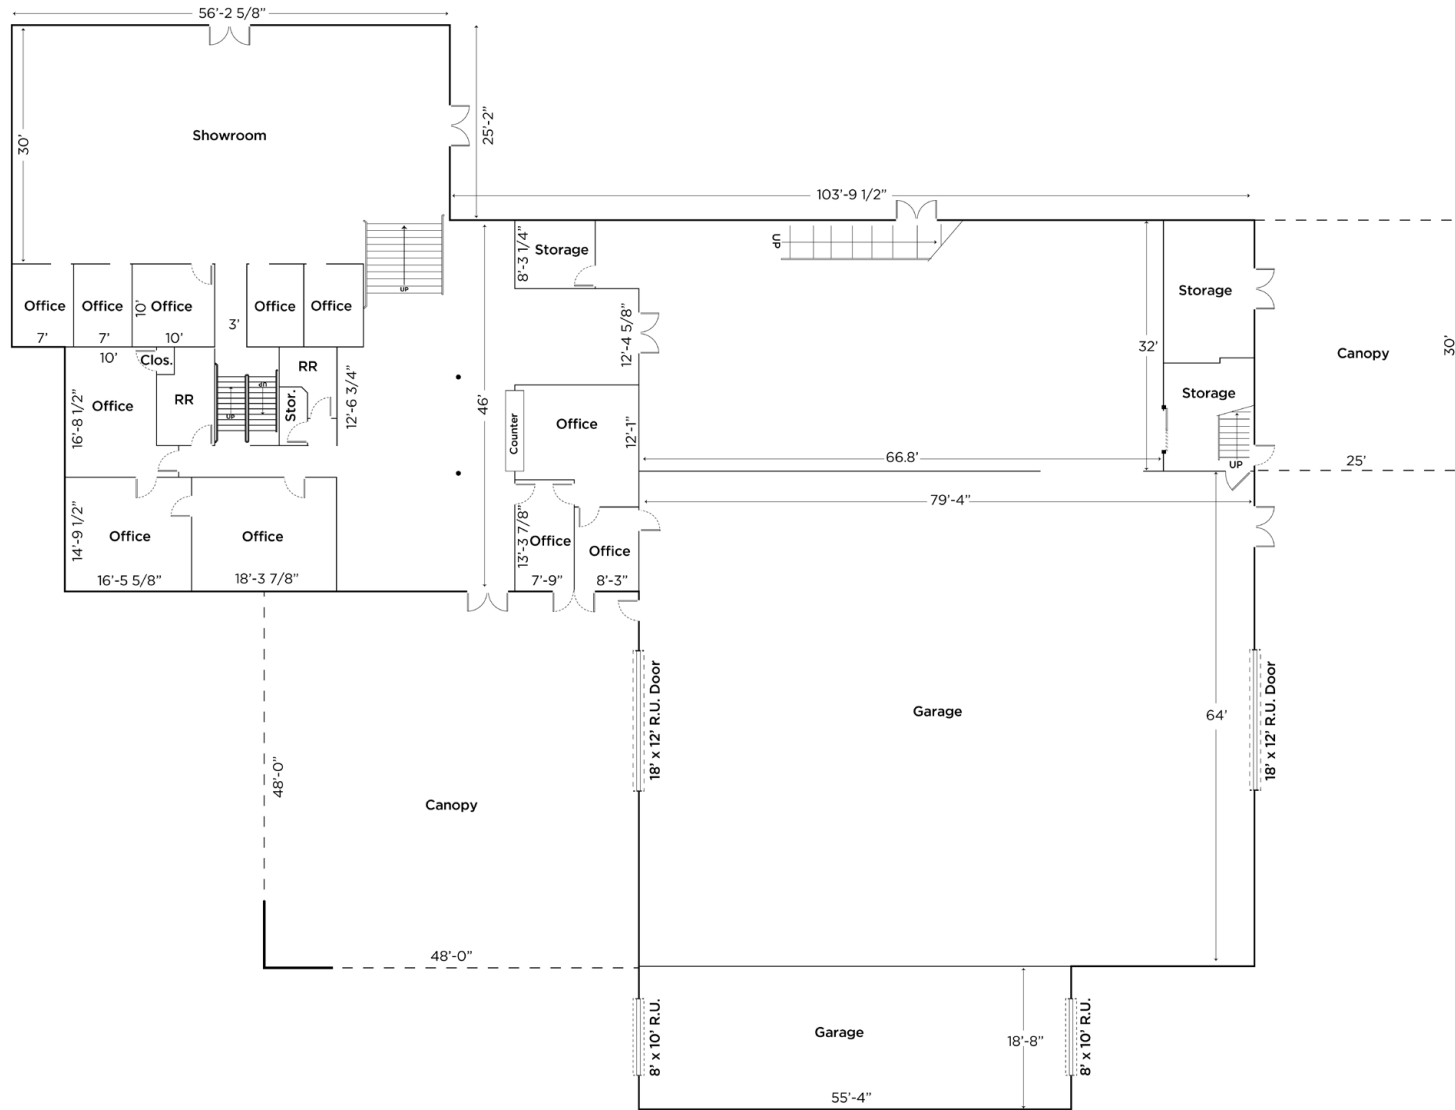 56’-2 5/8”
30’
Showroom
25’-2”
103’-9 1/2”
8’-3 1/4”
Storage
UP
UP
Office
Office
10’
Office
Office
Office
7’
7’
10’
3’
46’
12’-4 5/8”
32’
Storage
Canopy
30’
10’
Clos.
RR
RR
16’-8 1/2”
Office
UP
UP
Stor.
12’-6 3/4”
Counter
Office
12’-1”
66.8’
Storage
UP
25’
79’-4”
14’-9 1/2”
Office
16’-5 5/8”
Office
18’-3 7/8”
13’-3 7/8”
Office
7’-9”
Office
8’-3”
48’-0”
Canopy
48’-0”
18’ x 12’ R.U. Door
Garage
64’
18’ x 12’ R.U. Door
8’ x 10’ R.U.
Garage
18’-8”
8’ x 10’ R.U.
55’-4”